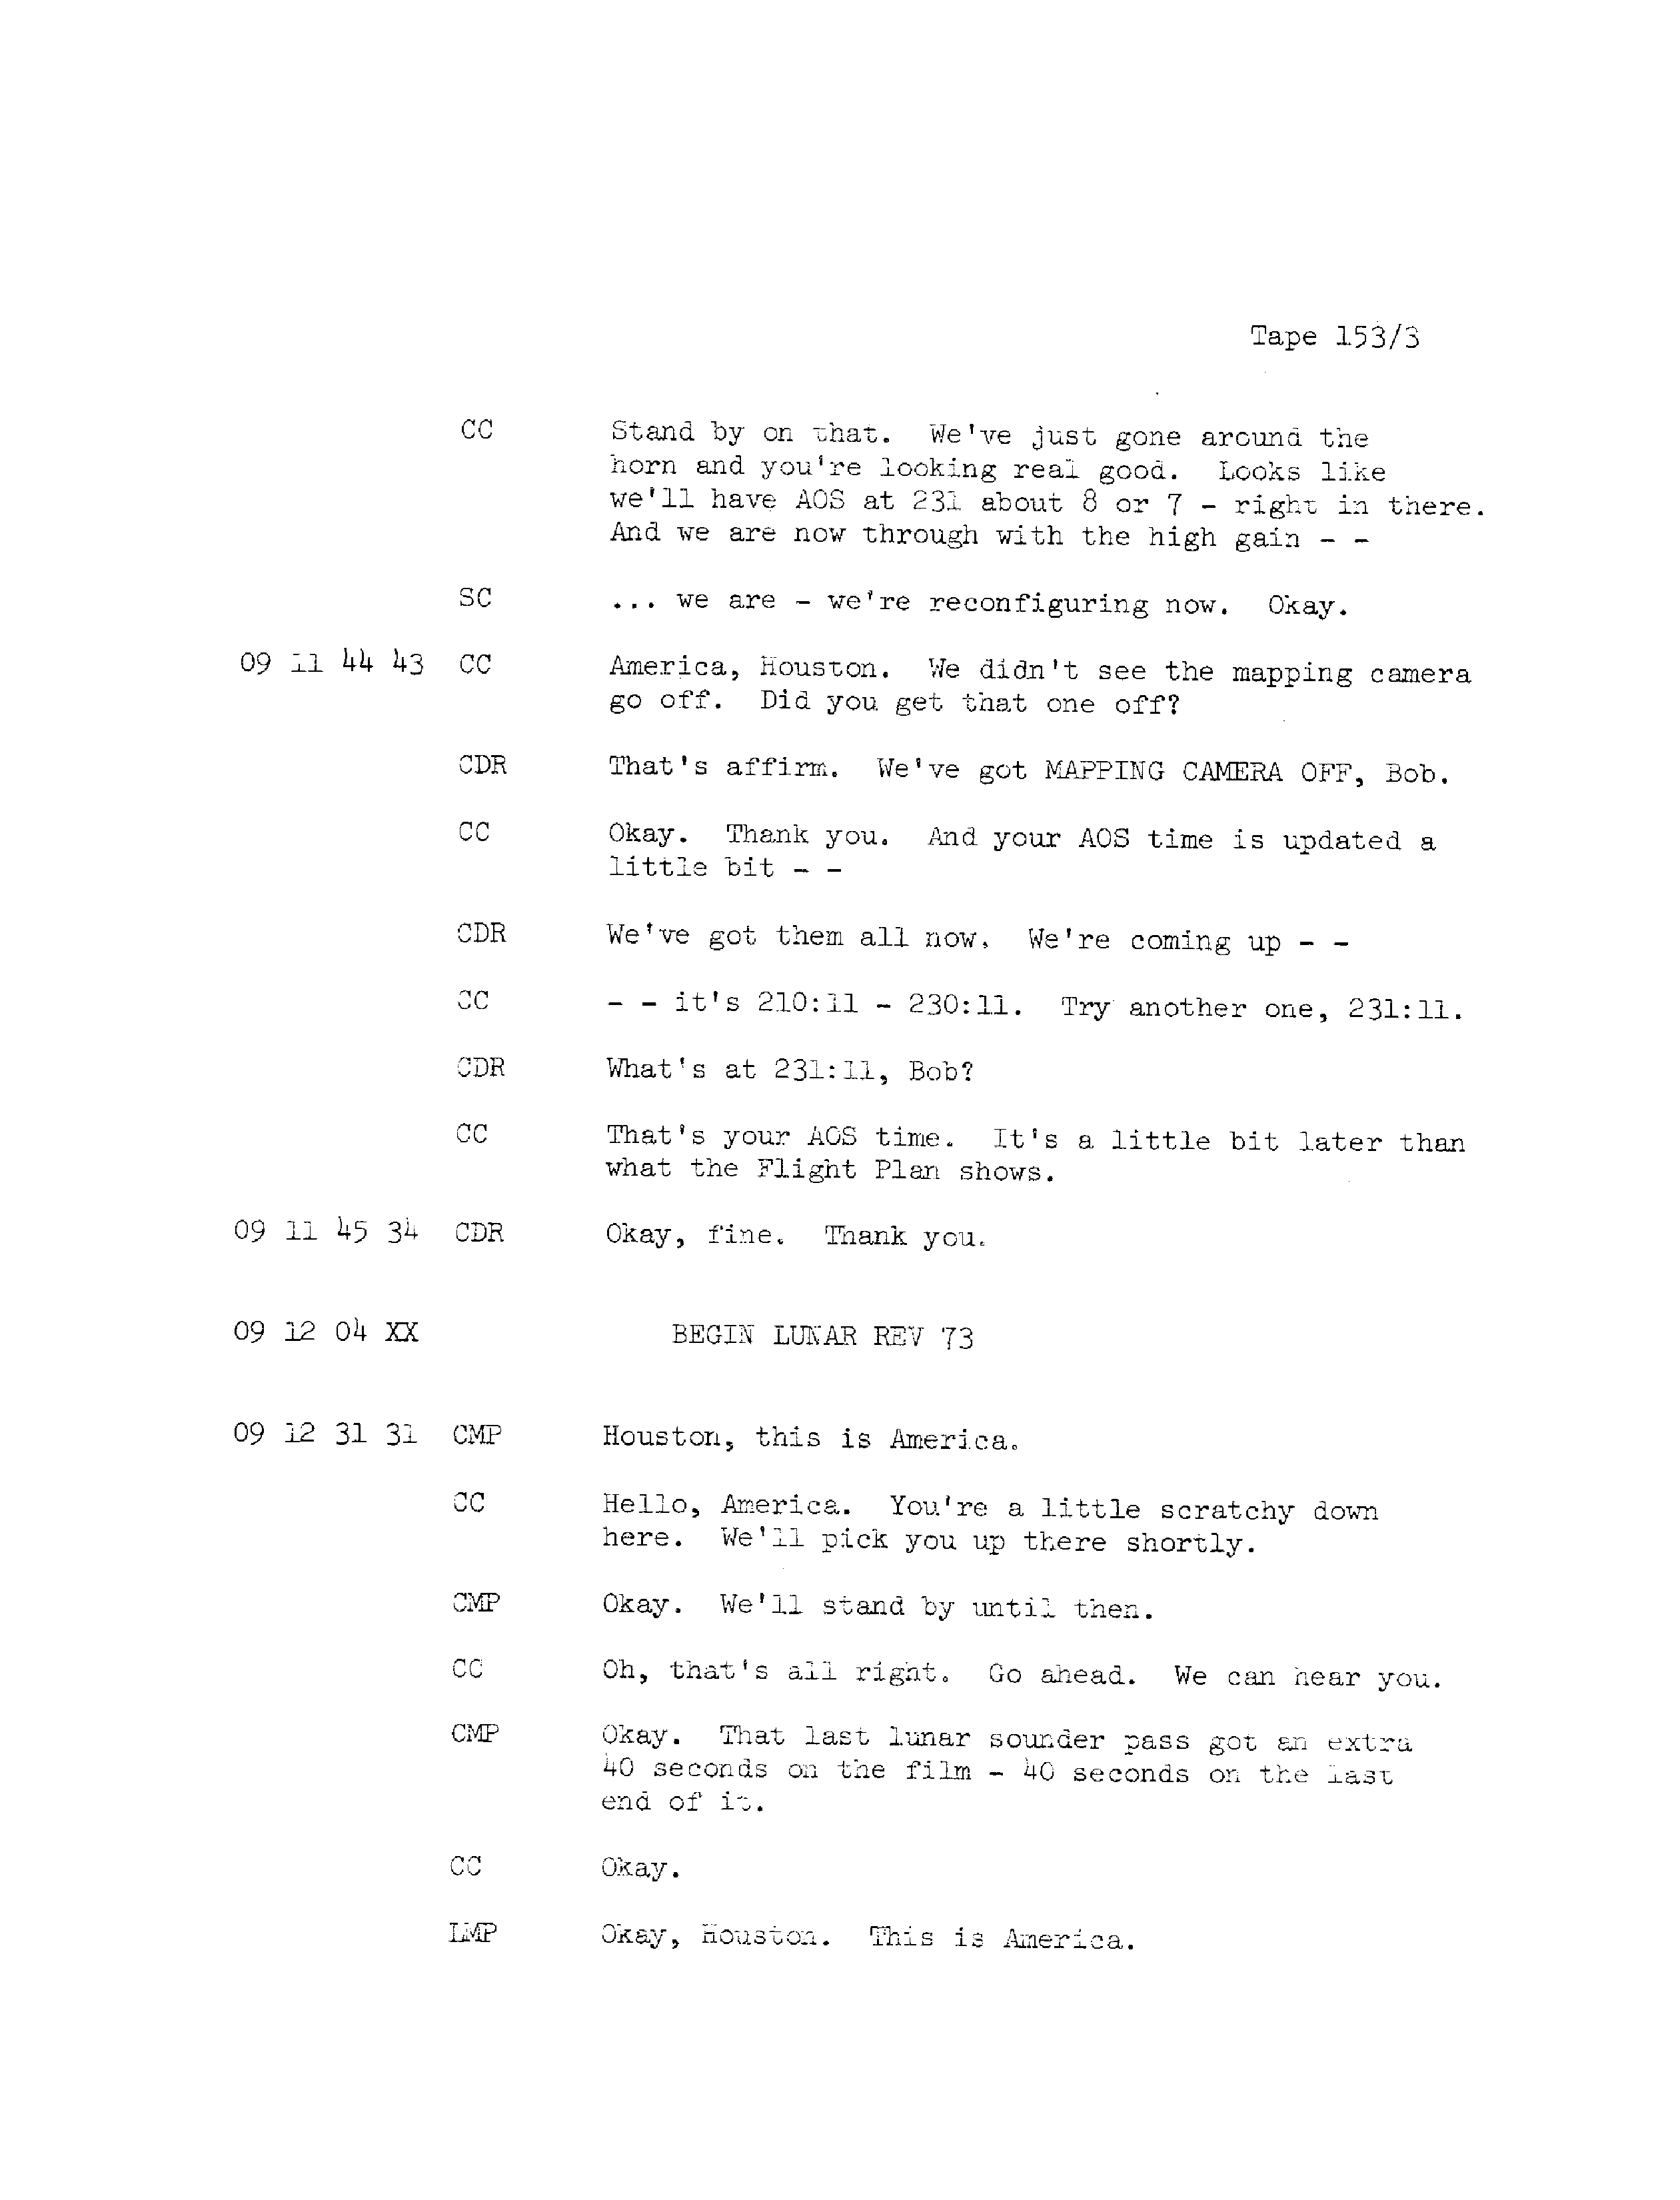 Tape 153/3
CC Stand by on that. We've just gone around the
horn and you're looking real good. Looks like
we'll have AOS at 231 about 8 or 7 - right in there.
And we are now through with the high gain - -
SC ... we are - we're reconfiguring now. Okay.
09 11 44 43 CC America, Houston. We didn't see the mapping camera
go off. Did you get that one off?
CDR That's affirm. We've got MAPPING CAMERA OFF, Bob.
CC Okay. Thank you. And your AOS time is updated a
little bit - -
CDR We've got them all now. We're coming up - -
CC - - it's 210:11 - 230:11. Try another one, 231:11.
CDR What's at 231:11, Bob?
CC That's your AOS time. It's a little bit later than
what the Flight Plan shows.
09 11 45 34 CDR Okay, fine. Thank you.
09 12 04 XX BEGIN LUNAR REV 73
09 12 31 31 CMP Houston, this is America.
CC Hello, America. You're a little scratchy down
here. We'll pick you up there shortly.
CMP Okay. We'll stand by until then.
CC Oh, that's all right. Go ahead. We can hear you.
CMP Okay. That last lunar sounder pass got an extra
40 seconds on the film - 40 seconds on the last
end of it.
CC Okay.
LMP Okay, Houston. This is America.